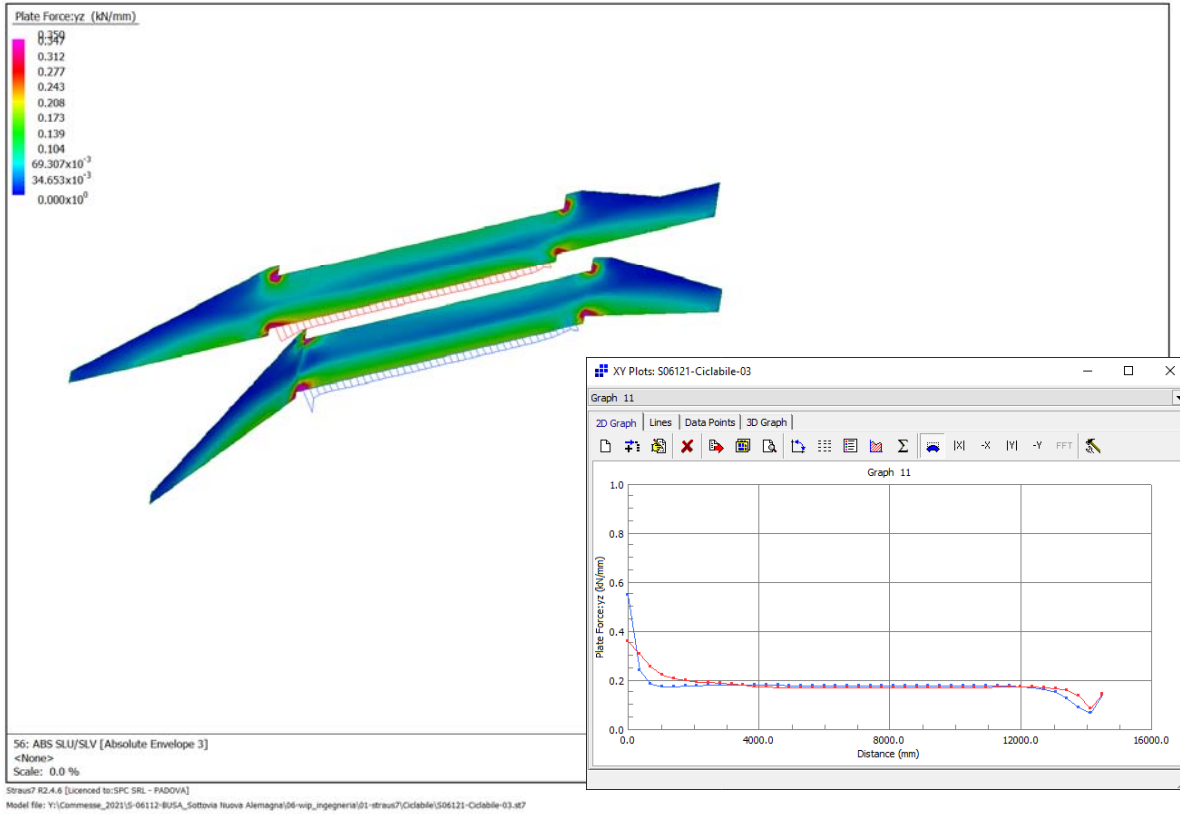 Plate Force:yz (kN/mm)
0.350
0.347
0.312
0.277
0.243
0.208
0.173
0.139
0.104
69.307x10⁻³
34.653x10⁻³
0.000x10⁰
XY Plots: S06121-Ciclabile-03
Graph 11
2D Graph Lines Data Points 3D Graph
Σ |X| -X |Y| -Y FFT
Graph 11
1.0
0.8
0.6
0.4
0.2
0.0
Plate Force:yz (kN/mm)
0.0 4000.0 8000.0 12000.0 16000.0
Distance (mm)
56: ABS SLU/SLV [Absolute Envelope 3]
<None>
Scale: 0.0 %
Straus7 R2.4.6 [Licenced to:SPC SRL - PADOVA]
Model file: Y:\Commesse_2021\S-06112-BUSA_Sottovia Nuova Alemagna\06-wip_ingegneria\01-straus7\Ciclabile\S06121-Ciclabile-03.st7